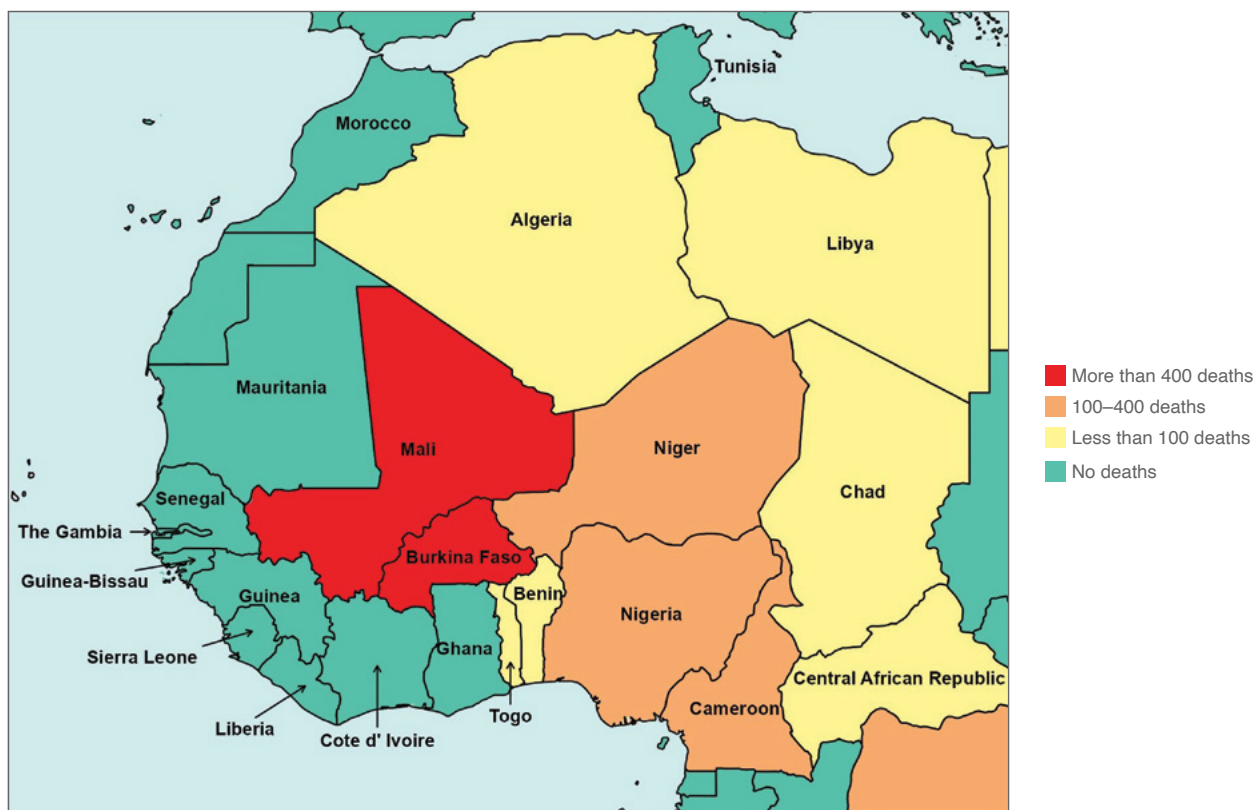 Tunisia
Morocco
Algeria
Libya
Mauritania
Mali
Niger
Chad
Senegal
The Gambia
Burkina Faso
Guinea-Bissau
Guinea
Benin
Nigeria
Ghana
Sierra Leone
Central African Republic
Cameroon
Togo
Liberia
Cote d' Ivoire
More than 400 deaths
100–400 deaths
Less than 100 deaths
No deaths